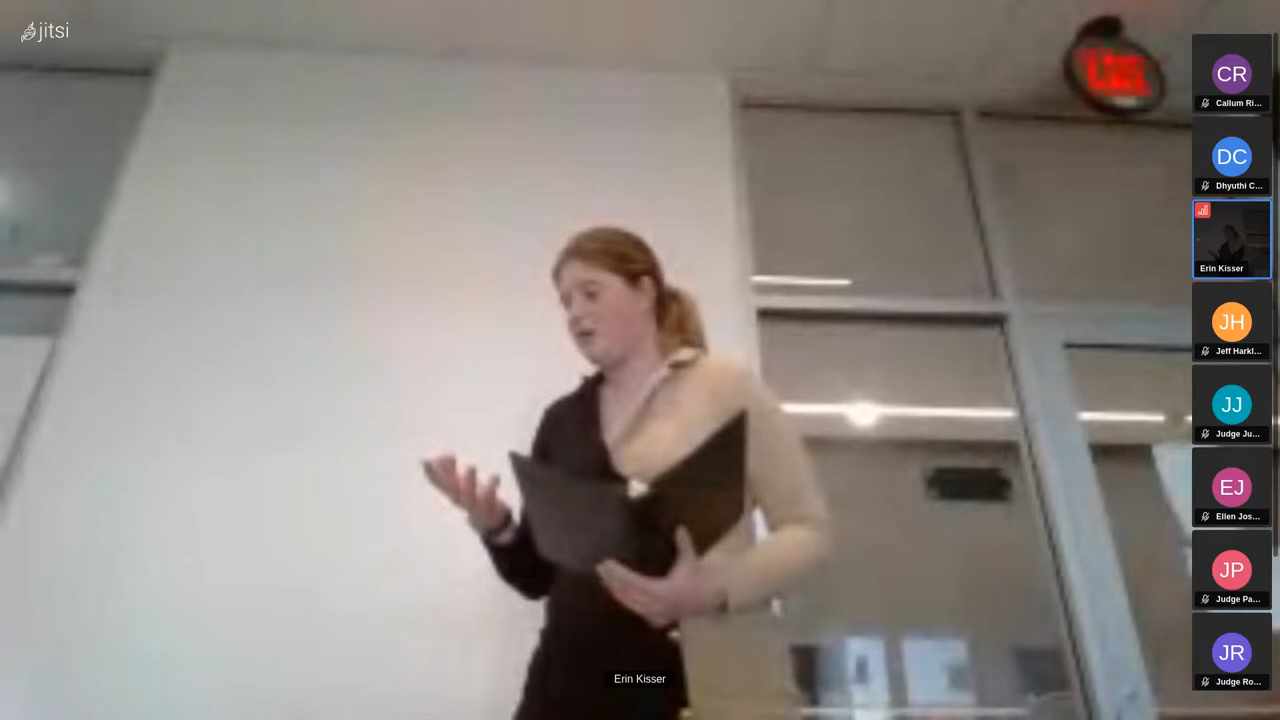 jitsi
CR
Callum Ri...
DC
Dhyuthi C...
Erin Kisser
JH
Jeff Harkl...
JJ
Judge Ju...
EJ
Ellen Jos...
JP
Judge Pa...
JR
Judge Ro...
Erin Kisser